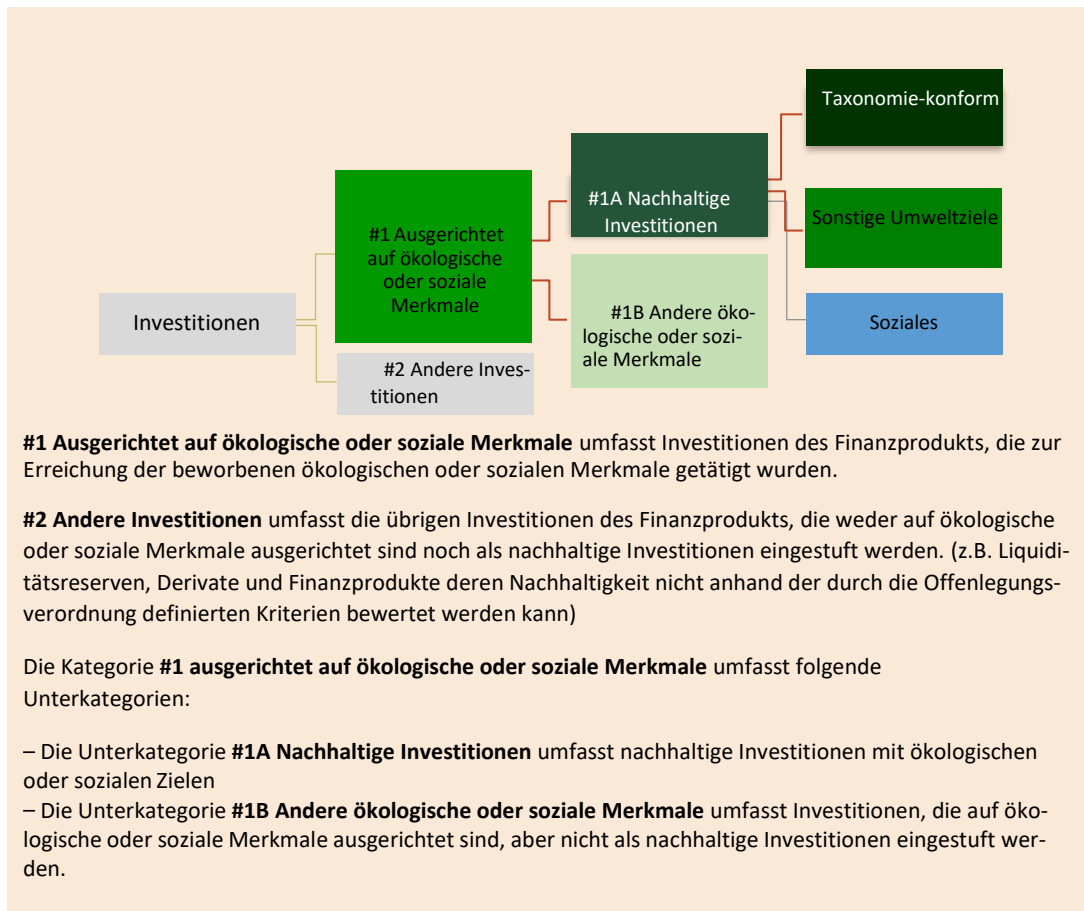 Taxonomie-konform
#1A Nachhaltige
Investitionen
Sonstige Umweltziele
#1 Ausgerichtet
auf ökologische
oder soziale
Merkmale
Investitionen
#1B Andere öko-
logische oder sozi-
ale Merkmale
Soziales
#2 Andere Inves-
titionen
#1 Ausgerichtet auf ökologische oder soziale Merkmale umfasst Investitionen des Finanzprodukts, die zur
Erreichung der beworbenen ökologischen oder sozialen Merkmale getätigt wurden.
#2 Andere Investitionen umfasst die übrigen Investitionen des Finanzprodukts, die weder auf ökologische
oder soziale Merkmale ausgerichtet sind noch als nachhaltige Investitionen eingestuft werden. (z.B. Liquidi-
tätsreserven, Derivate und Finanzprodukte deren Nachhaltigkeit nicht anhand der durch die Offenlegungs-
verordnung definierten Kriterien bewertet werden kann)
Die Kategorie #1 ausgerichtet auf ökologische oder soziale Merkmale umfasst folgende
Unterkategorien:
– Die Unterkategorie #1A Nachhaltige Investitionen umfasst nachhaltige Investitionen mit ökologischen
oder sozialen Zielen
– Die Unterkategorie #1B Andere ökologische oder soziale Merkmale umfasst Investitionen, die auf öko-
logische oder soziale Merkmale ausgerichtet sind, aber nicht als nachhaltige Investitionen eingestuft wer-
den.